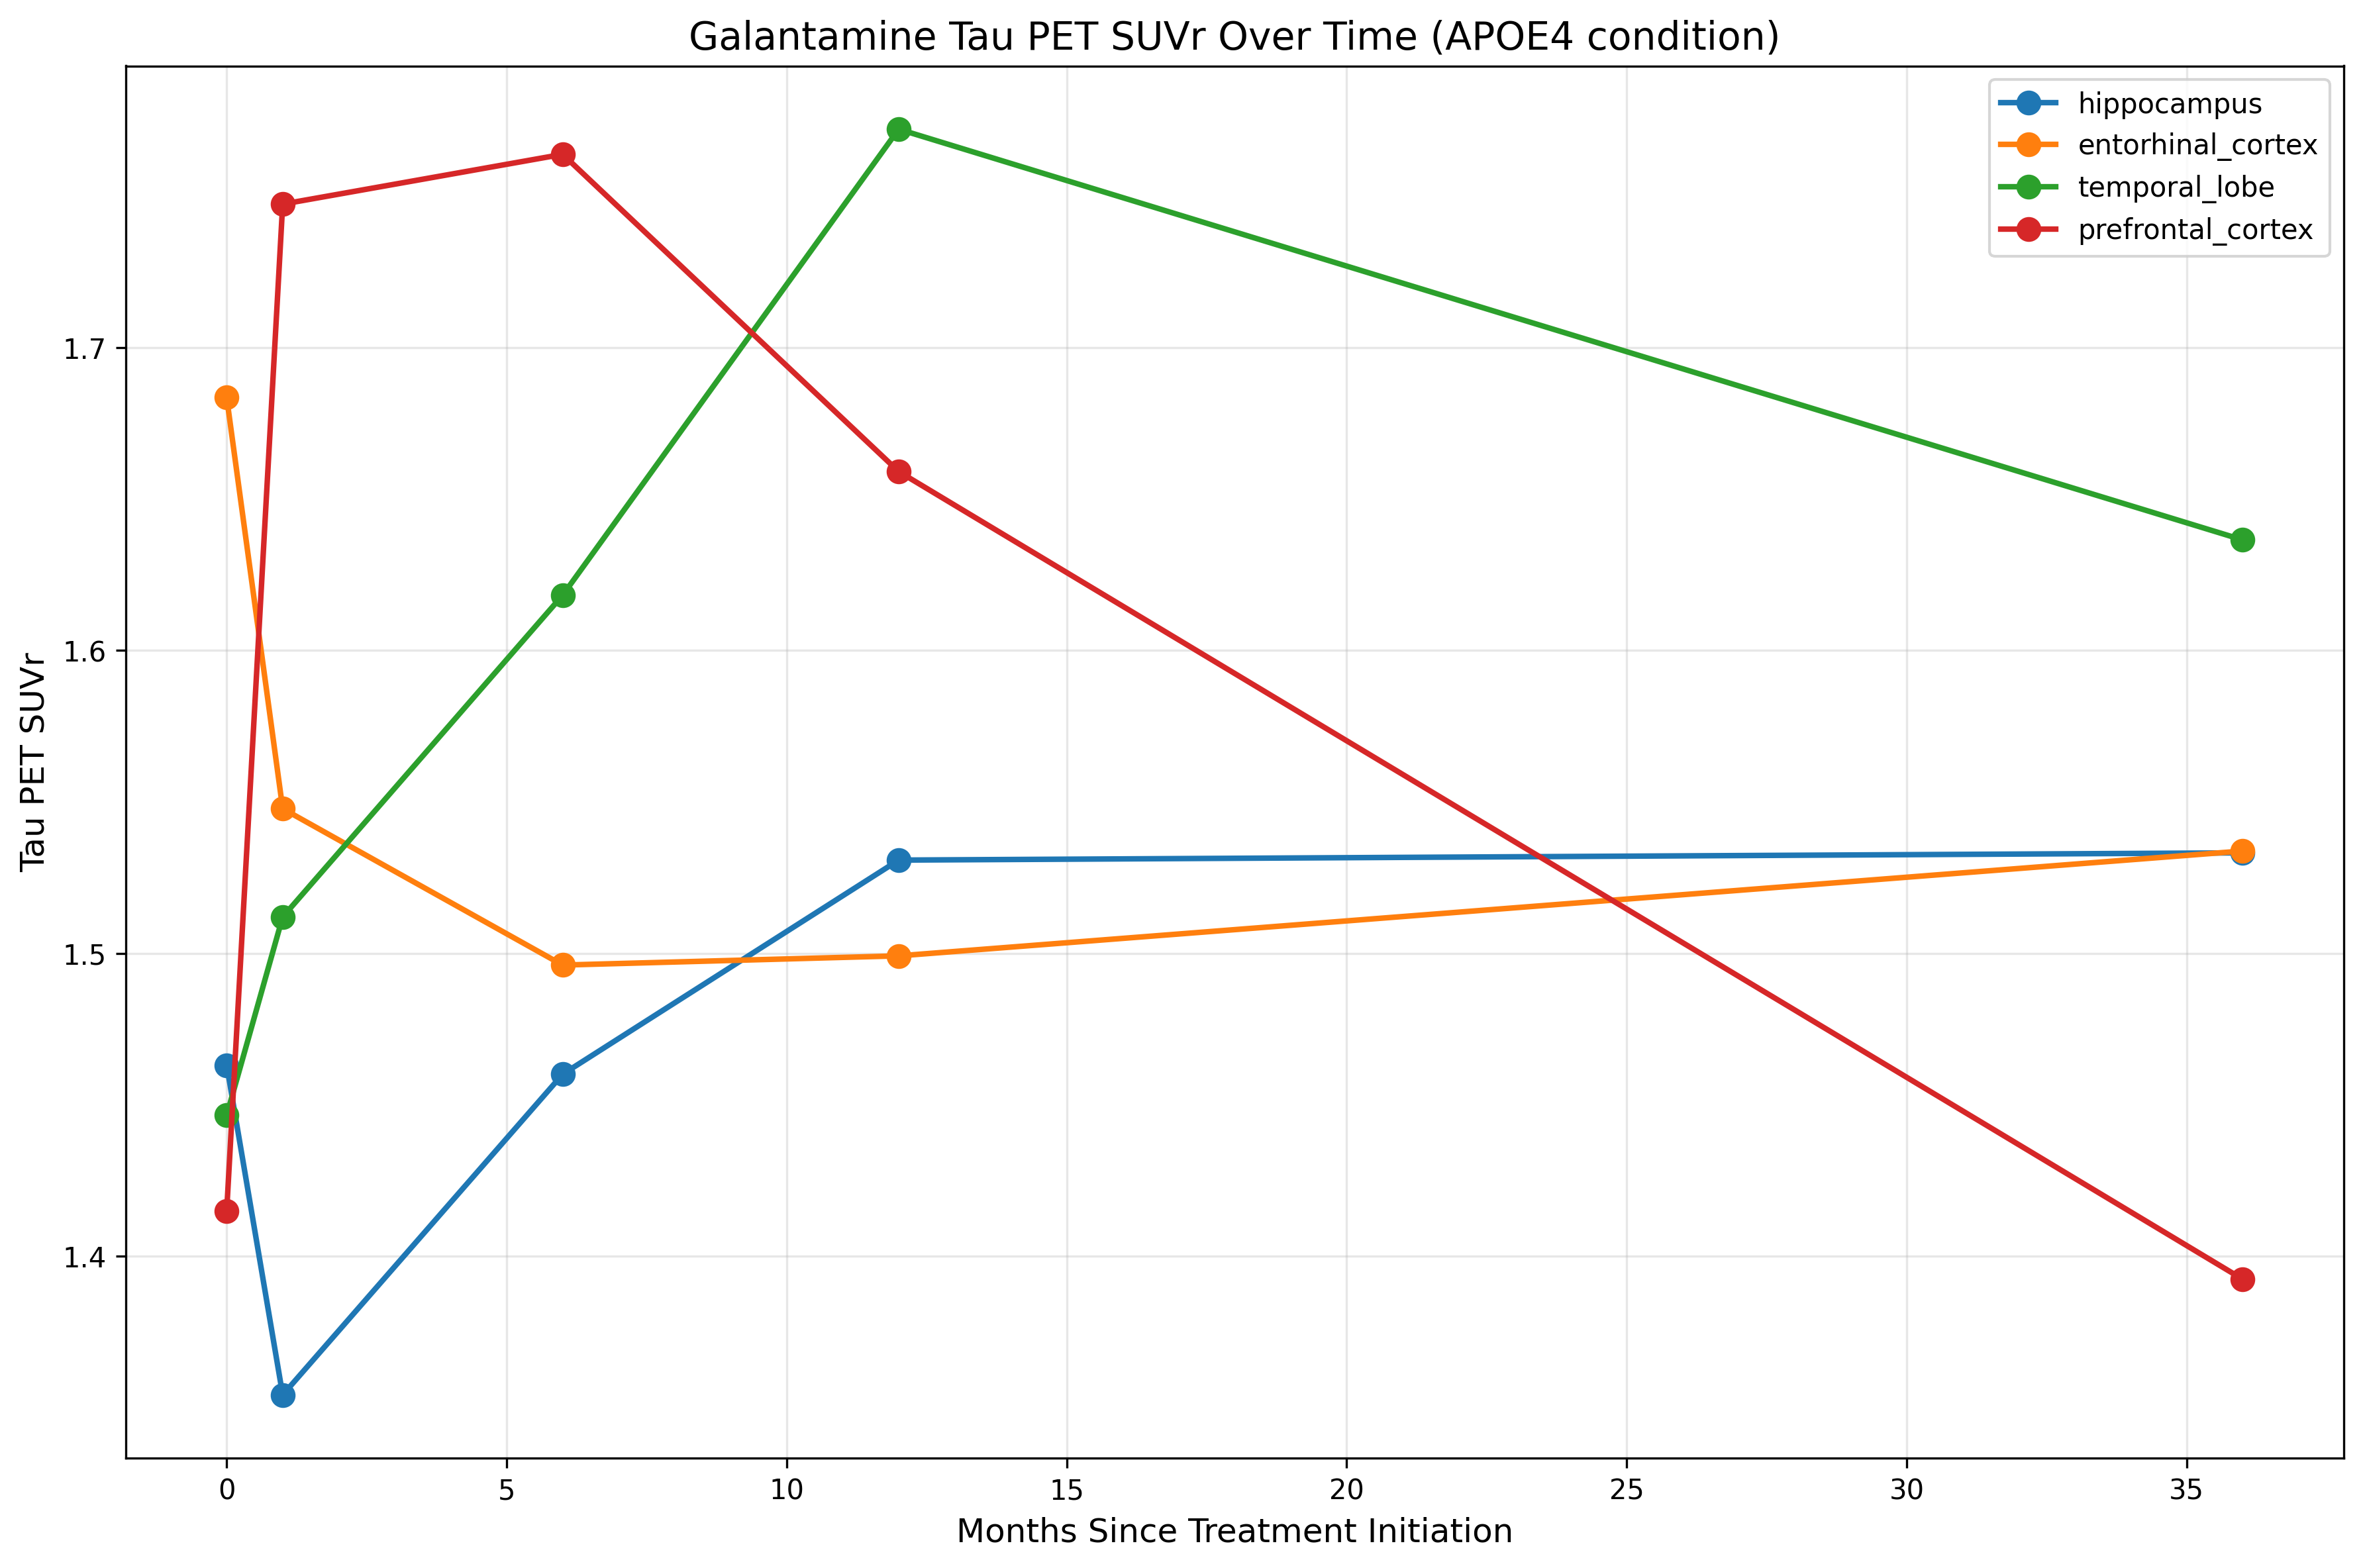 Galantamine Tau PET SUVr Over Time (APOE4 condition)
hippocampus
entorhinal_cortex
temporal_lobe
prefrontal_cortex
Tau PET SUVr
1.7
1.6
1.5
1.4
0 5 10 15 20 25 30 35
Months Since Treatment Initiation